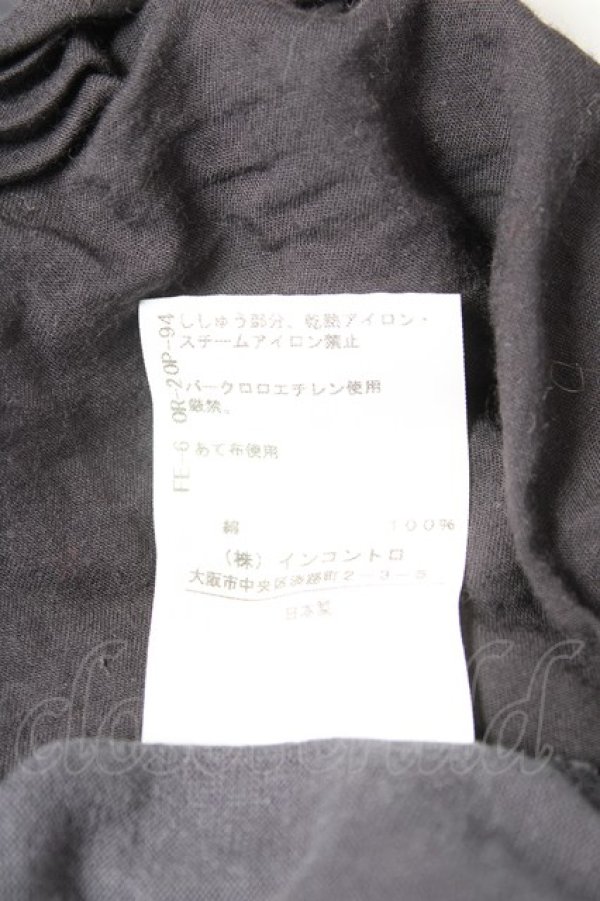 ししゅう部分、乾熱アイロン・
スチームアイロン禁止
パークロロエチレン使用
厳禁。
あて布使用
綿 100%
(株)インコントロ
大阪市中央区淡路町2-3-5
日本製
FE-6 OR-20P-94
closetchild